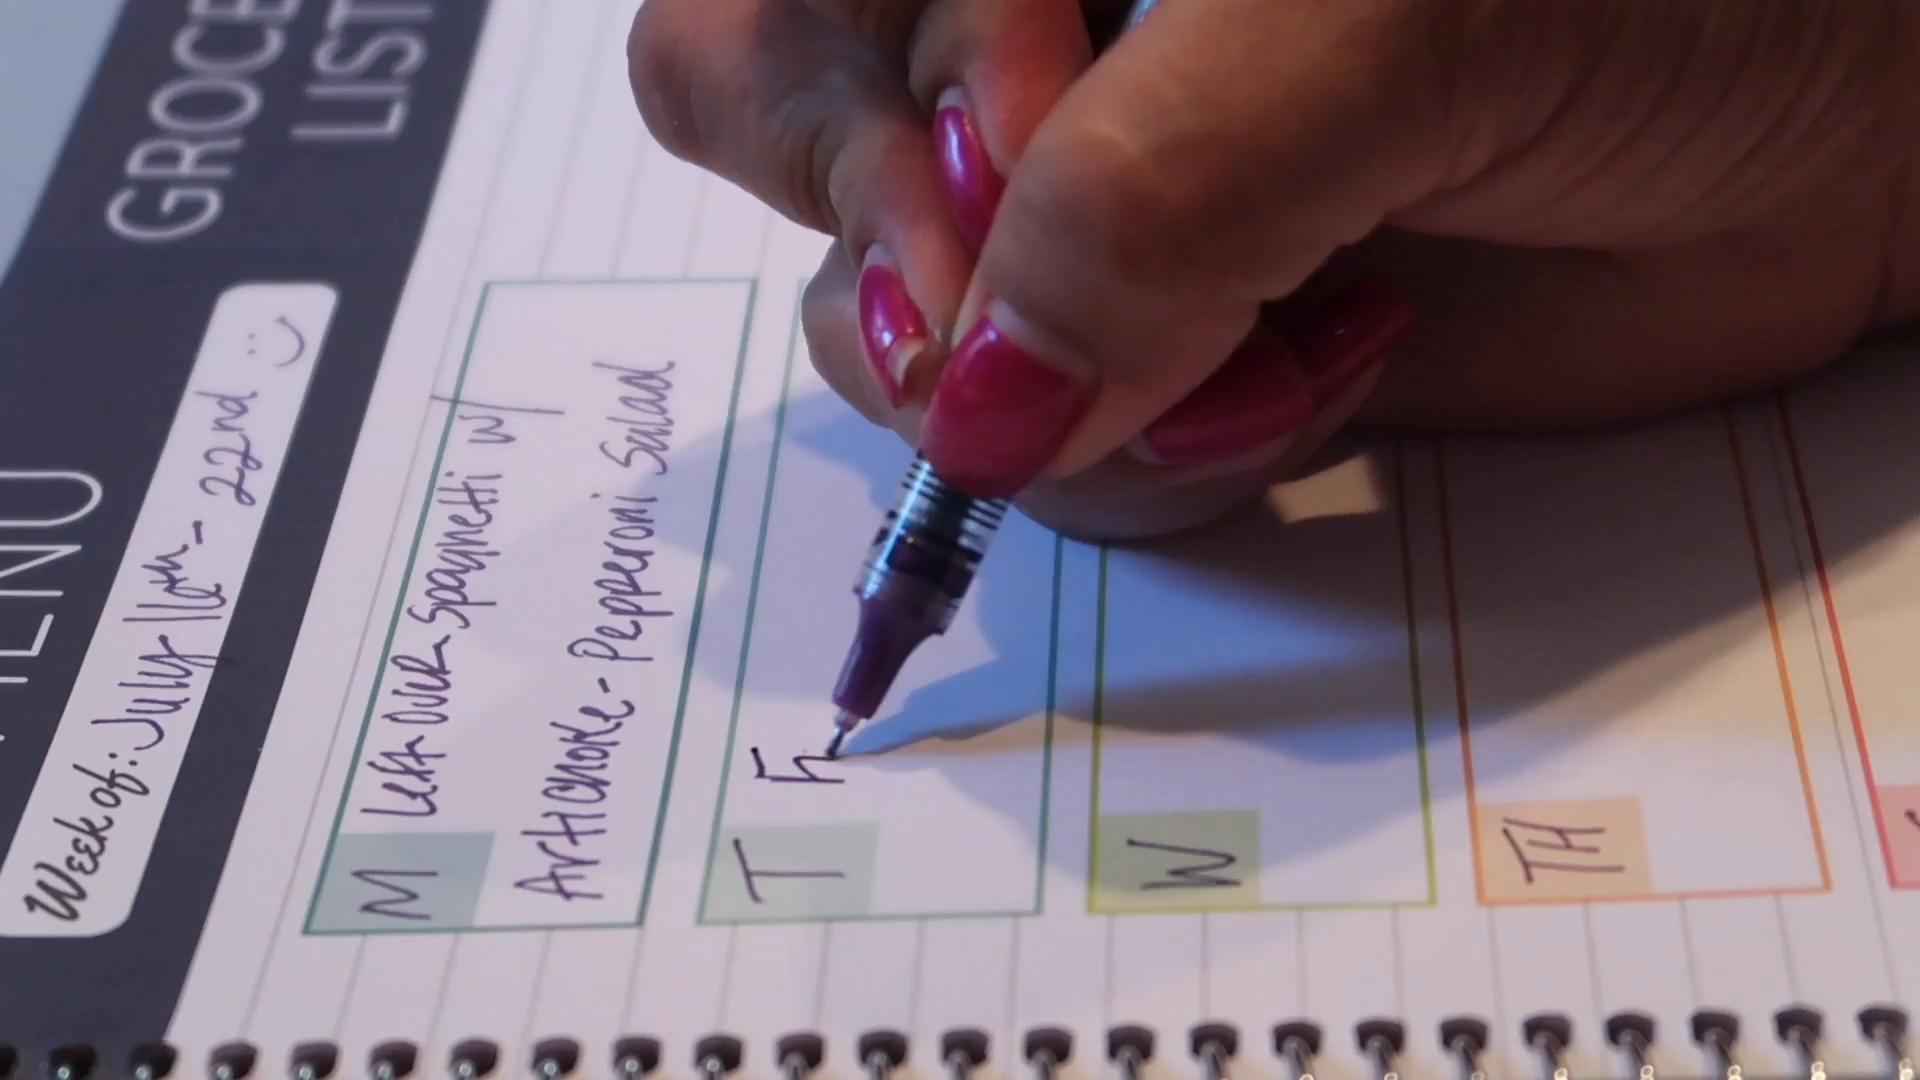 MENU
GROCE
LIST
Week of: July 16th - 22nd :)
M
Left over Spaghetti w/
Artichoke - Pepperoni Salad
T
F
W
TH